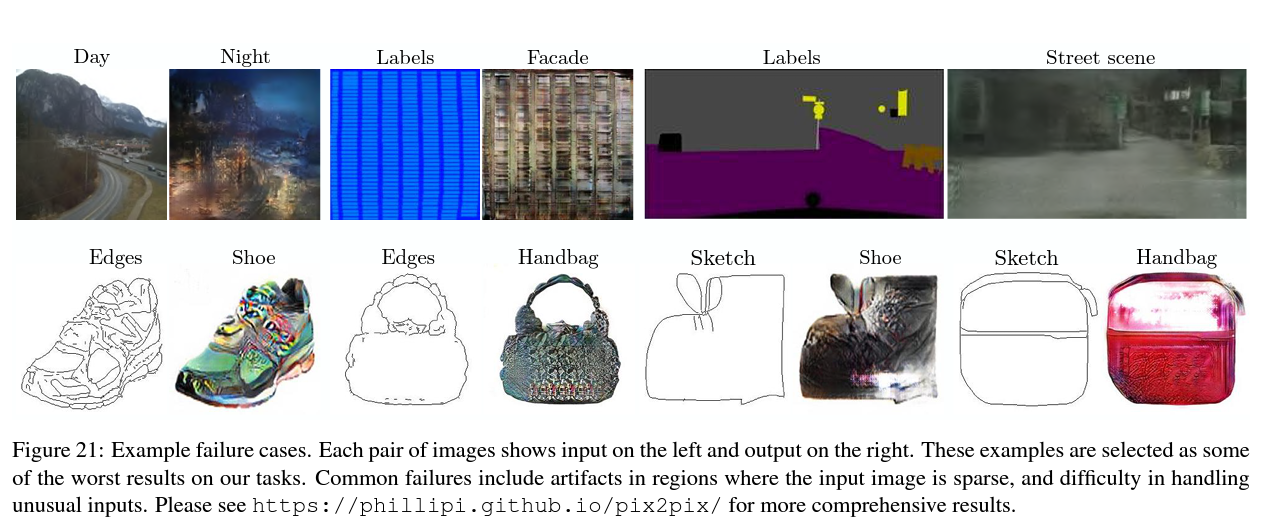 Day Night Labels Facade Labels Street scene
Edges Shoe Edges Handbag Sketch Shoe Sketch Handbag
Figure 21: Example failure cases. Each pair of images shows input on the left and output on the right. These examples are selected as some
of the worst results on our tasks. Common failures include artifacts in regions where the input image is sparse, and difficulty in handling
unusual inputs. Please see https://phillipi.github.io/pix2pix/ for more comprehensive results.